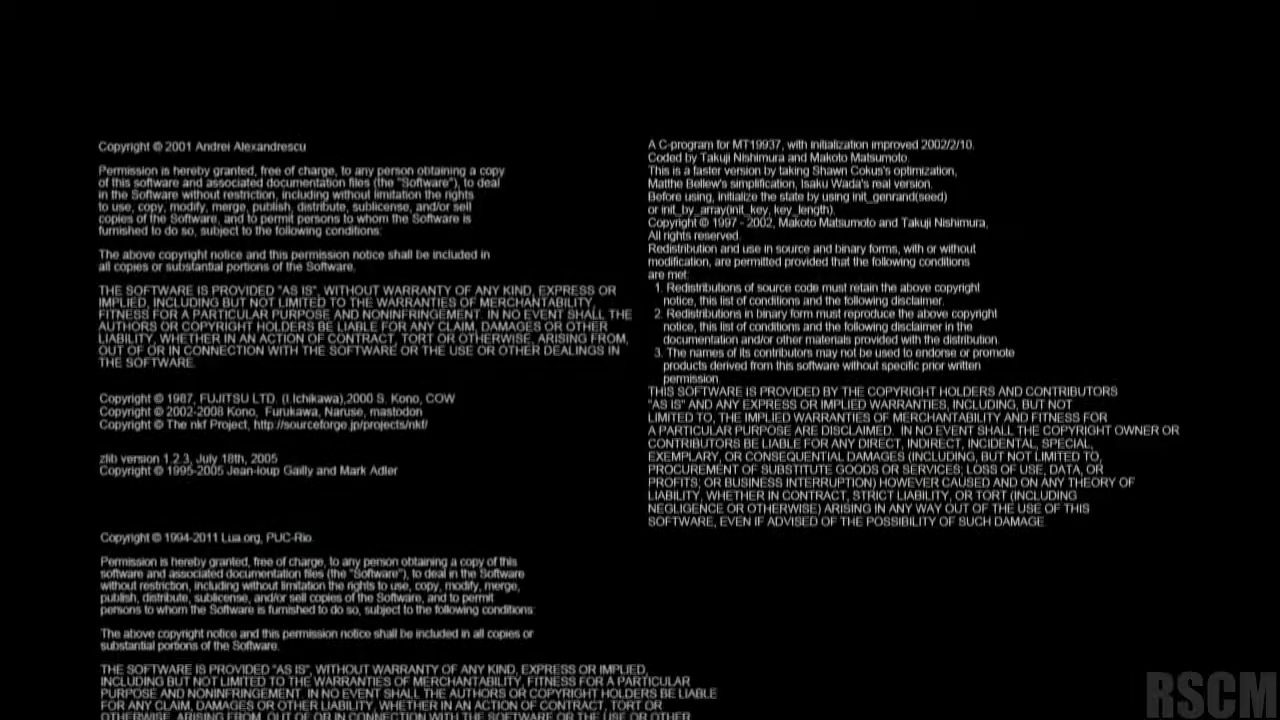 Copyright © 2001 Andrei Alexandrescu
Permission is hereby granted, free of charge, to any person obtaining a copy
of this software and associated documentation files (the "Software"), to deal
in the Software without restriction, including without limitation the rights
to use, copy, modify, merge, publish, distribute, sublicense, and/or sell
copies of the Software, and to permit persons to whom the Software is
furnished to do so, subject to the following conditions:
The above copyright notice and this permission notice shall be included in
all copies or substantial portions of the Software.
THE SOFTWARE IS PROVIDED "AS IS", WITHOUT WARRANTY OF ANY KIND, EXPRESS OR
IMPLIED, INCLUDING BUT NOT LIMITED TO THE WARRANTIES OF MERCHANTABILITY,
FITNESS FOR A PARTICULAR PURPOSE AND NONINFRINGEMENT. IN NO EVENT SHALL THE
AUTHORS OR COPYRIGHT HOLDERS BE LIABLE FOR ANY CLAIM, DAMAGES OR OTHER
LIABILITY, WHETHER IN AN ACTION OF CONTRACT, TORT OR OTHERWISE, ARISING FROM,
OUT OF OR IN CONNECTION WITH THE SOFTWARE OR THE USE OR OTHER DEALINGS IN
THE SOFTWARE.
Copyright © 1987, FUJITSU LTD. (I.Ichikawa),2000 S. Kono, COW
Copyright © 2002-2008 Kono, Furukawa, Naruse, mastodon
Copyright © The nkf Project, http://sourceforge.jp/projects/nkf/
zlib version 1.2.3, July 18th, 2005
Copyright © 1995-2005 Jean-loup Gailly and Mark Adler
Copyright © 1994-2011 Lua.org, PUC-Rio.
Permission is hereby granted, free of charge, to any person obtaining a copy of this
software and associated documentation files (the "Software"), to deal in the Software
without restriction, including without limitation the rights to use, copy, modify, merge,
publish, distribute, sublicense, and/or sell copies of the Software, and to permit
persons to whom the Software is furnished to do so, subject to the following conditions:
The above copyright notice and this permission notice shall be included in all copies or
substantial portions of the Software.
THE SOFTWARE IS PROVIDED "AS IS", WITHOUT WARRANTY OF ANY KIND, EXPRESS OR IMPLIED,
INCLUDING BUT NOT LIMITED TO THE WARRANTIES OF MERCHANTABILITY, FITNESS FOR A PARTICULAR
PURPOSE AND NONINFRINGEMENT. IN NO EVENT SHALL THE AUTHORS OR COPYRIGHT HOLDERS BE LIABLE
FOR ANY CLAIM, DAMAGES OR OTHER LIABILITY, WHETHER IN AN ACTION OF CONTRACT, TORT OR
OTHERWISE, ARISING FROM, OUT OF OR IN CONNECTION WITH THE SOFTWARE OR THE USE OR OTHER
A C-program for MT19937, with initialization improved 2002/2/10.
Coded by Takuji Nishimura and Makoto Matsumoto.
This is a faster version by taking Shawn Cokus's optimization,
Matthe Bellew's simplification, Isaku Wada's real version.
Before using, initialize the state by using init_genrand(seed)
or init_by_array(init_key, key_length).
Copyright © 1997 - 2002, Makoto Matsumoto and Takuji Nishimura,
All rights reserved.
Redistribution and use in source and binary forms, with or without
modification, are permitted provided that the following conditions
are met:
1. Redistributions of source code must retain the above copyright
notice, this list of conditions and the following disclaimer.
2. Redistributions in binary form must reproduce the above copyright
notice, this list of conditions and the following disclaimer in the
documentation and/or other materials provided with the distribution.
3. The names of its contributors may not be used to endorse or promote
products derived from this software without specific prior written
permission.
THIS SOFTWARE IS PROVIDED BY THE COPYRIGHT HOLDERS AND CONTRIBUTORS
"AS IS" AND ANY EXPRESS OR IMPLIED WARRANTIES, INCLUDING, BUT NOT
LIMITED TO, THE IMPLIED WARRANTIES OF MERCHANTABILITY AND FITNESS FOR
A PARTICULAR PURPOSE ARE DISCLAIMED. IN NO EVENT SHALL THE COPYRIGHT OWNER OR
CONTRIBUTORS BE LIABLE FOR ANY DIRECT, INDIRECT, INCIDENTAL, SPECIAL,
EXEMPLARY, OR CONSEQUENTIAL DAMAGES (INCLUDING, BUT NOT LIMITED TO,
PROCUREMENT OF SUBSTITUTE GOODS OR SERVICES; LOSS OF USE, DATA, OR
PROFITS; OR BUSINESS INTERRUPTION) HOWEVER CAUSED AND ON ANY THEORY OF
LIABILITY, WHETHER IN CONTRACT, STRICT LIABILITY, OR TORT (INCLUDING
NEGLIGENCE OR OTHERWISE) ARISING IN ANY WAY OUT OF THE USE OF THIS
SOFTWARE, EVEN IF ADVISED OF THE POSSIBILITY OF SUCH DAMAGE.
RSCM